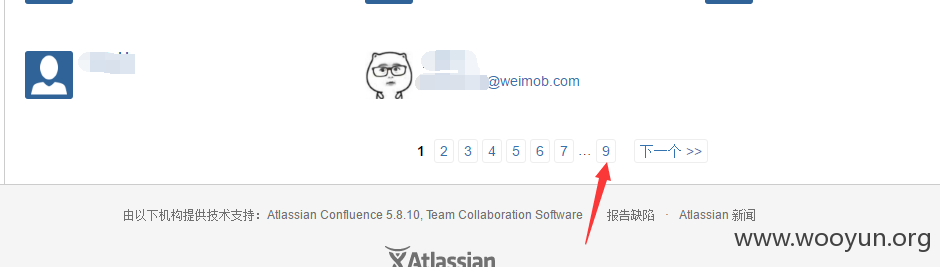 @weimob.com
1 2 3 4 5 6 7 ... 9 下一个 >>
由以下机构提供技术支持：Atlassian Confluence 5.8.10, Team Collaboration Software 报告缺陷 · Atlassian 新闻
www.wooyun.org
Atlassian